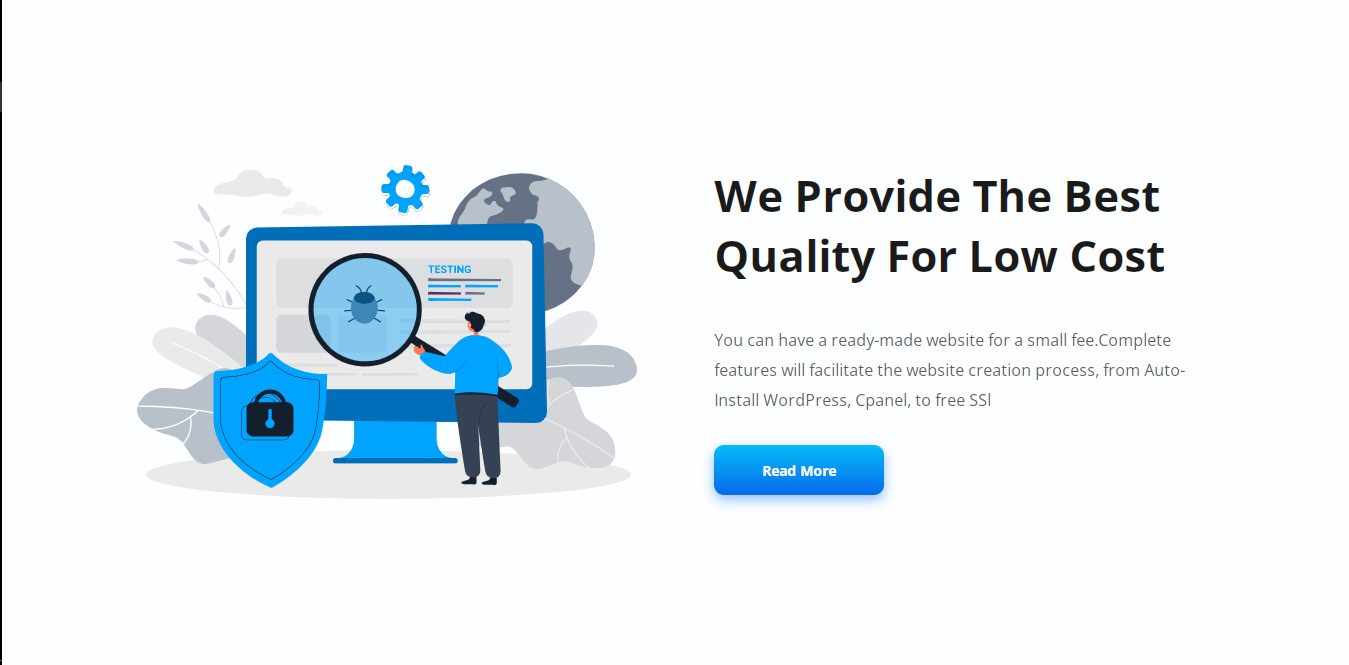 TESTING
We Provide The Best
Quality For Low Cost
You can have a ready-made website for a small fee.Complete
features will facilitate the website creation process, from Auto-
Install WordPress, Cpanel, to free SSl
Read More